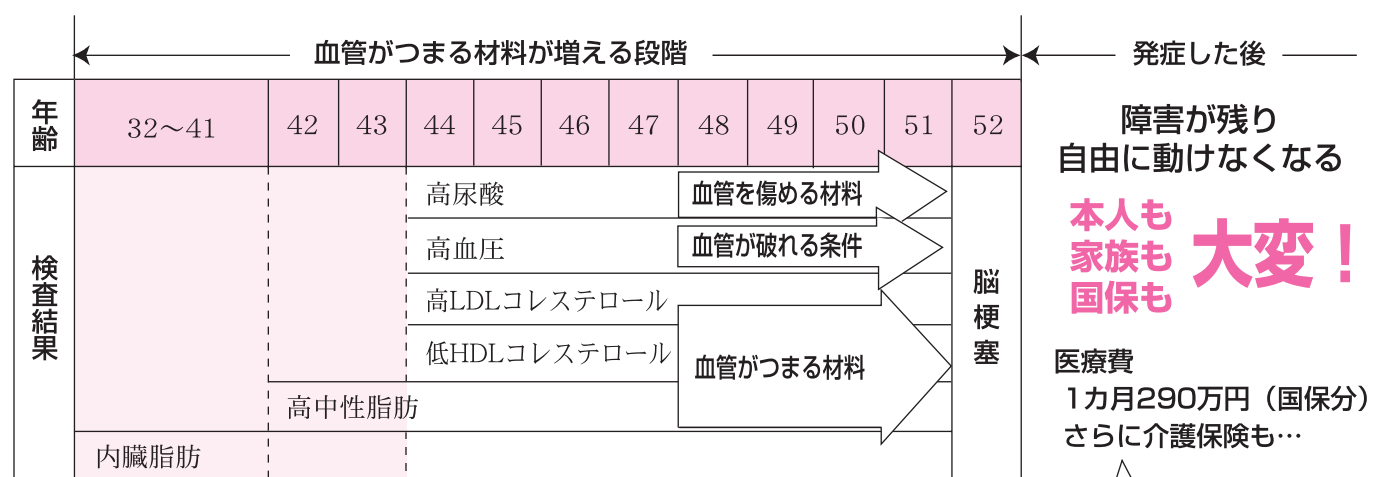 血管がつまる材料が増える段階
発症した後
年齢
32〜41
42
43
44
45
46
47
48
49
50
51
52
障害が残り
自由に動けなくなる
本人も
家族も
国保も
大変！
検査結果
高尿酸
血管を傷める材料
高血圧
血管が破れる条件
高LDLコレステロール
低HDLコレステロール
血管がつまる材料
高中性脂肪
内臓脂肪
脳梗塞
医療費
1カ月290万円（国保分）
さらに介護保険も…